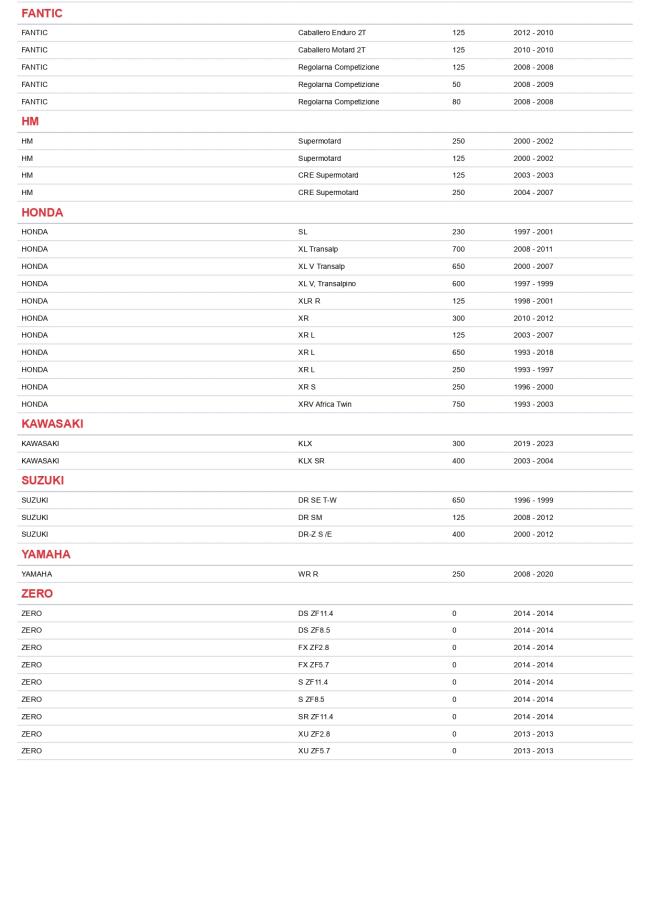 FANTIC
FANTIC Caballero Enduro 2T 125 2012 - 2010
FANTIC Caballero Motard 2T 125 2010 - 2010
FANTIC Regolarna Competizione 125 2008 - 2008
FANTIC Regolarna Competizione 50 2008 - 2009
FANTIC Regolarna Competizione 80 2008 - 2008
HM
HM Supermotard 250 2000 - 2002
HM Supermotard 125 2000 - 2002
HM CRE Supermotard 125 2003 - 2003
HM CRE Supermotard 250 2004 - 2007
HONDA
HONDA SL 230 1997 - 2001
HONDA XL Transalp 700 2008 - 2011
HONDA XL V Transalp 650 2000 - 2007
HONDA XL V, Transalpino 600 1997 - 1999
HONDA XLR R 125 1998 - 2001
HONDA XR 300 2010 - 2012
HONDA XR L 125 2003 - 2007
HONDA XR L 650 1993 - 2018
HONDA XR L 250 1993 - 1997
HONDA XR S 250 1996 - 2000
HONDA XRV Africa Twin 750 1993 - 2003
KAWASAKI
KAWASAKI KLX 300 2019 - 2023
KAWASAKI KLX SR 400 2003 - 2004
SUZUKI
SUZUKI DR SE T-W 650 1996 - 1999
SUZUKI DR SM 125 2008 - 2012
SUZUKI DR-Z S /E 400 2000 - 2012
YAMAHA
YAMAHA WR R 250 2008 - 2020
ZERO
ZERO DS ZF11.4 0 2014 - 2014
ZERO DS ZF8.5 0 2014 - 2014
ZERO FX ZF2.8 0 2014 - 2014
ZERO FX ZF5.7 0 2014 - 2014
ZERO S ZF11.4 0 2014 - 2014
ZERO S ZF8.5 0 2014 - 2014
ZERO SR ZF11.4 0 2014 - 2014
ZERO XU ZF2.8 0 2013 - 2013
ZERO XU ZF5.7 0 2013 - 2013